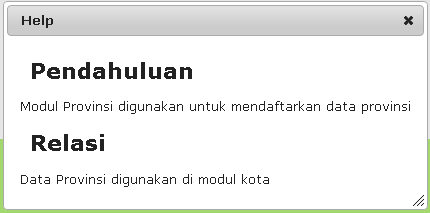 Help
Pendahuluan
Modul Provinsi digunakan untuk mendaftarkan data provinsi
Relasi
Data Provinsi digunakan di modul kota